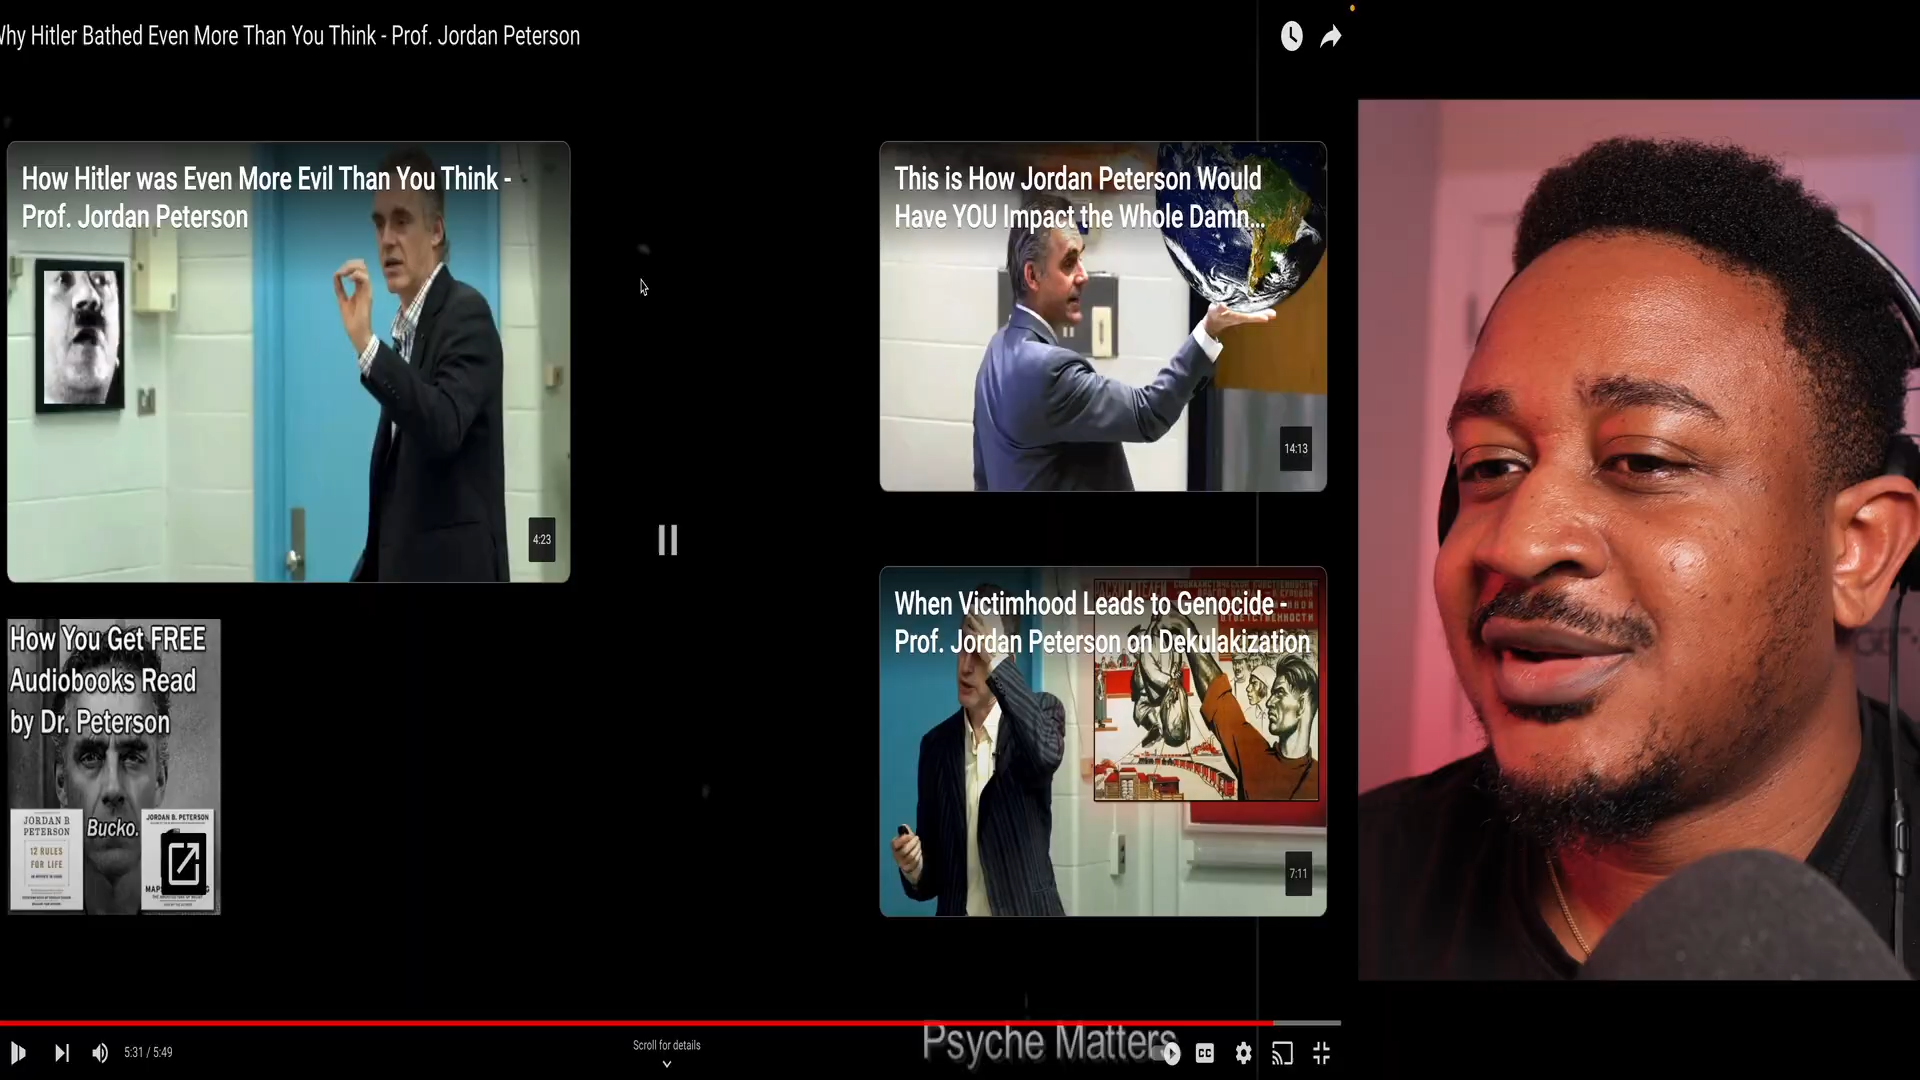 Why Hitler Bathed Even More Than You Think - Prof. Jordan Peterson
How Hitler was Even More Evil Than You Think -
Prof. Jordan Peterson
4:23
This is How Jordan Peterson Would
Have YOU Impact the Whole Damn...
14:13
How You Get FREE
Audiobooks Read
by Dr. Peterson
Bucko.
JORDAN B.
PETERSON
12 RULES
FOR LIFE
JORDAN B. PETERSON
MAPS
When Victimhood Leads to Genocide -
Prof. Jordan Peterson on Dekulakization
ОТВЕТСТВЕННОСТИ
7:11
Psyche Matters
5:31 / 5:49
Scroll for details
CC